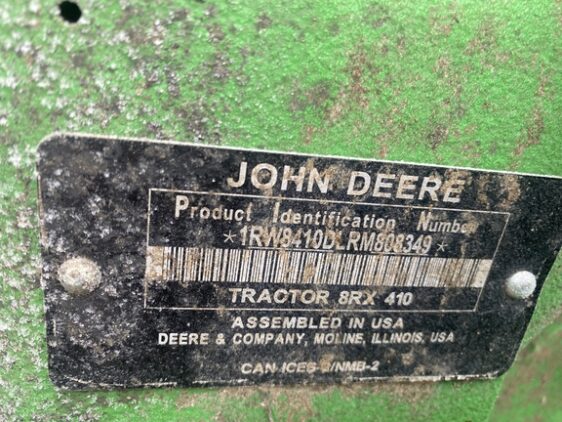 JOHN DEERE
Product Identification Number
*1RW8410DLRM808349*
TRACTOR 8RX 410
ASSEMBLED IN USA
DEERE & COMPANY, MOLINE, ILLINOIS, USA
CAN ICES-2/NMB-2